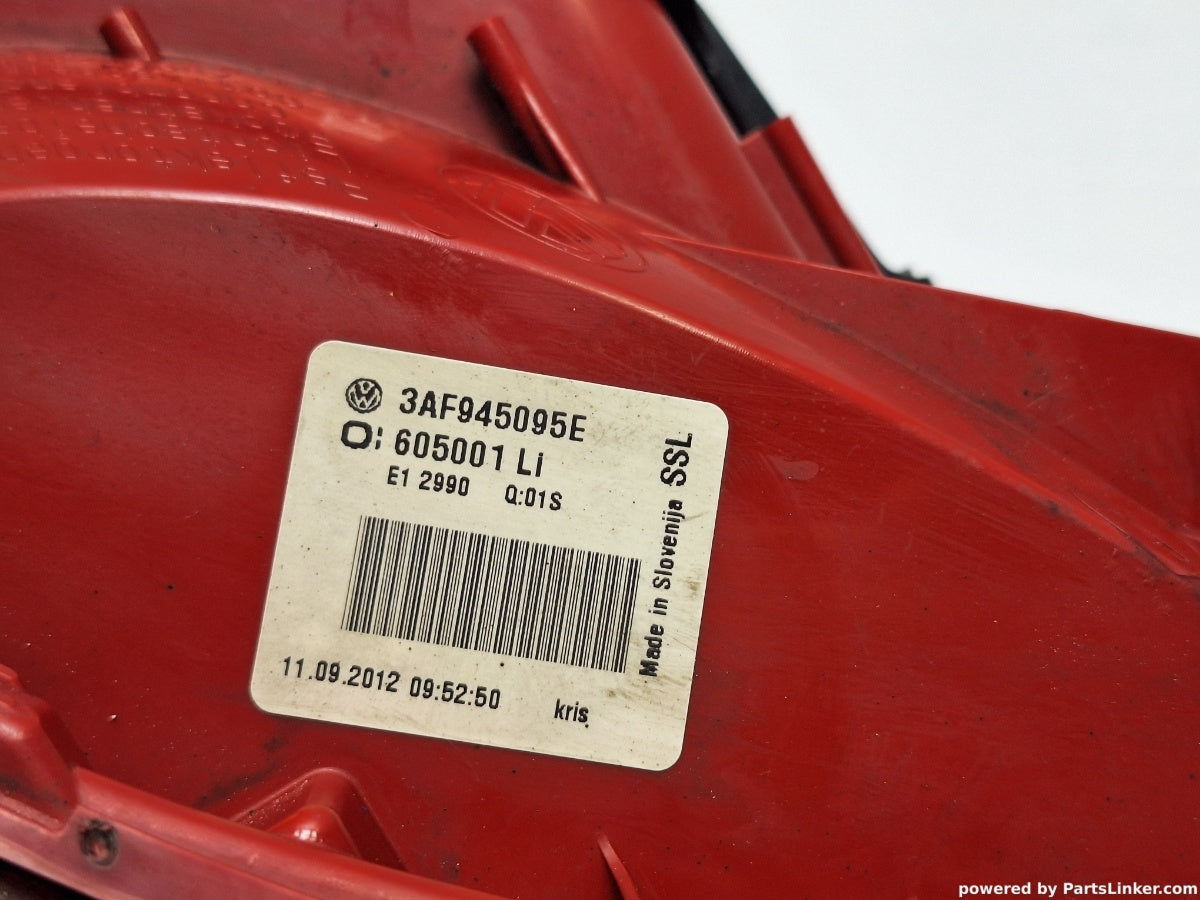 3AF945095E
605001 Li
E1 2990 Q:01S
11.09.2012 09:52:50 kris
Made in Slovenija SSL
powered by PartsLinker.com